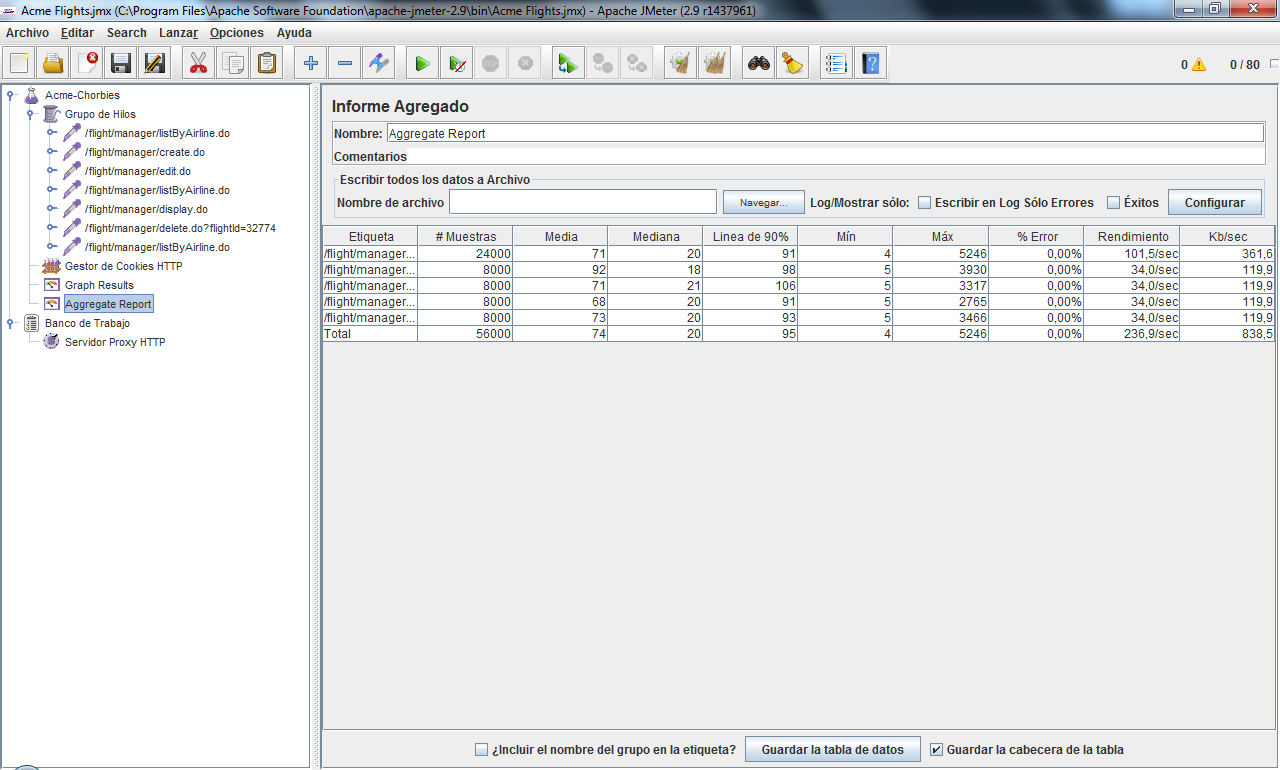 Acme Flights.jmx (C:\Program Files\Apache Software Foundation\apache-jmeter-2.9\bin\Acme Flights.jmx) - Apache JMeter (2.9 r1437961)
Archivo Editar Search Lanzar Opciones Ayuda
0 0 / 80
Acme-Chorbies
Grupo de Hilos
/flight/manager/listByAirline.do
/flight/manager/create.do
/flight/manager/edit.do
/flight/manager/listByAirline.do
/flight/manager/display.do
/flight/manager/delete.do?flightId=32774
/flight/manager/listByAirline.do
Gestor de Cookies HTTP
Graph Results
Aggregate Report
Banco de Trabajo
Servidor Proxy HTTP
Informe Agregado
Nombre: Aggregate Report
Comentarios
Escribir todos los datos a Archivo
Nombre de archivo Navegar... Log/Mostrar sólo: Escribir en Log Sólo Errores Éxitos Configurar
Etiqueta # Muestras Media Mediana Linea de 90% Mín Máx % Error Rendimiento Kb/sec
/flight/manager... 24000 71 20 91 4 5246 0,00% 101,5/sec 361,6
/flight/manager... 8000 92 18 98 5 3930 0,00% 34,0/sec 119,9
/flight/manager... 8000 71 21 106 5 3317 0,00% 34,0/sec 119,9
/flight/manager... 8000 68 20 91 5 2765 0,00% 34,0/sec 119,9
/flight/manager... 8000 73 20 93 5 3466 0,00% 34,0/sec 119,9
Total 56000 74 20 95 4 5246 0,00% 236,9/sec 838,5
¿Incluir el nombre del grupo en la etiqueta? Guardar la tabla de datos Guardar la cabecera de la tabla